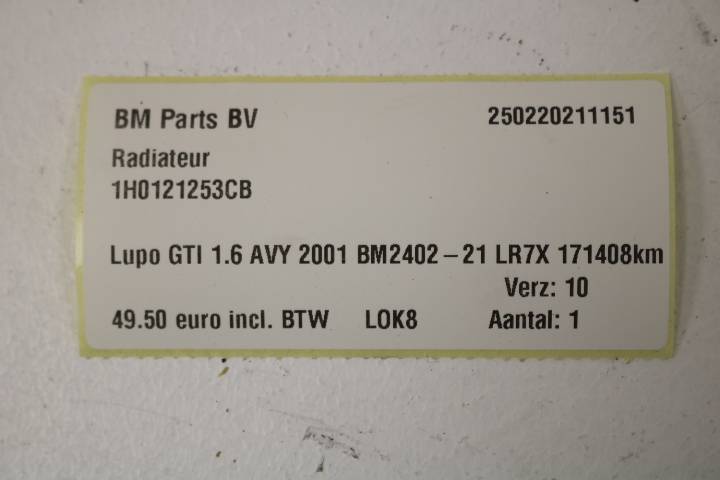 BM Parts BV 250220211151
Radiateur
1H0121253CB
Lupo GTI 1.6 AVY 2001 BM2402-21 LR7X 171408km
Verz: 10
49.50 euro incl. BTW LOK8 Aantal: 1